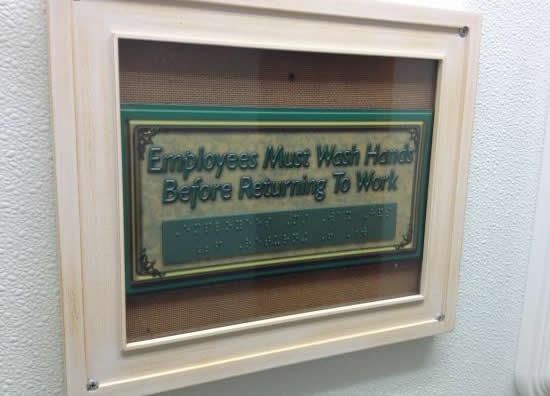 Employees Must Wash Hands
Before Returning To Work